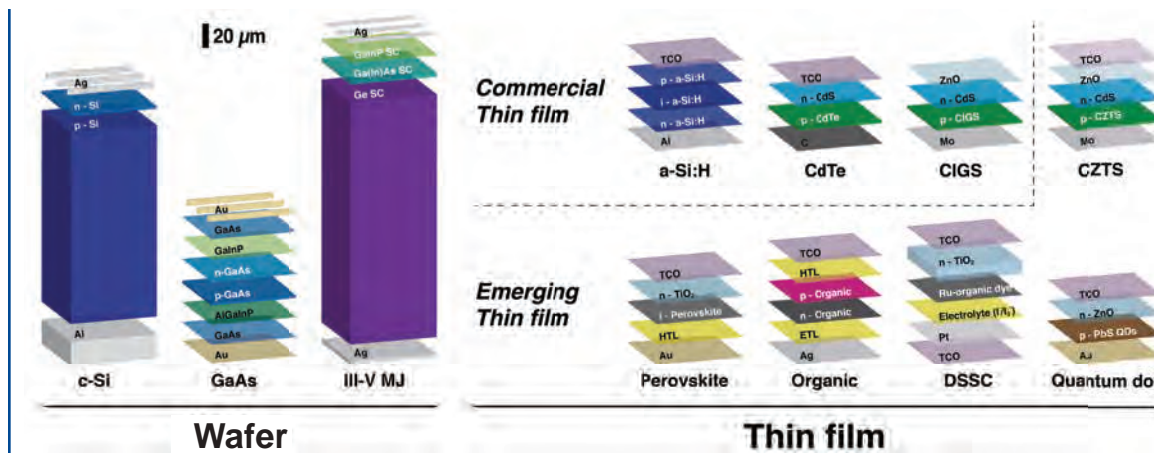 20 µm
Ag
n - Si
p - Si
Al
c-Si
Au
GaAs
GaInP
n-GaAs
p-GaAs
AlGaInP
GaAs
Au
GaAs
Ag
GaInP SC
Ga(In)As SC
Ge SC
Ag
III-V MJ
Wafer
Commercial
Thin film
TCO
p - a-Si:H
i - a-Si:H
n - a-Si:H
Al
a-Si:H
TCO
n - CdS
p - CdTe
C
CdTe
ZnO
n - CdS
p - CIGS
Mo
CIGS
TCO
ZnO
n - CdS
p - CZTS
Mo
CZTS
Emerging
Thin film
TCO
n - TiO₂
i - Perovskite
HTL
Au
Perovskite
TCO
HTL
p - Organic
n - Organic
ETL
Ag
Organic
TCO
n - TiO₂
Ru-organic dye
Electrolyte (I⁻/I₃⁻)
Pt
TCO
DSSC
TCO
n - ZnO
p - PbS QDs
Au
Quantum do
Thin film